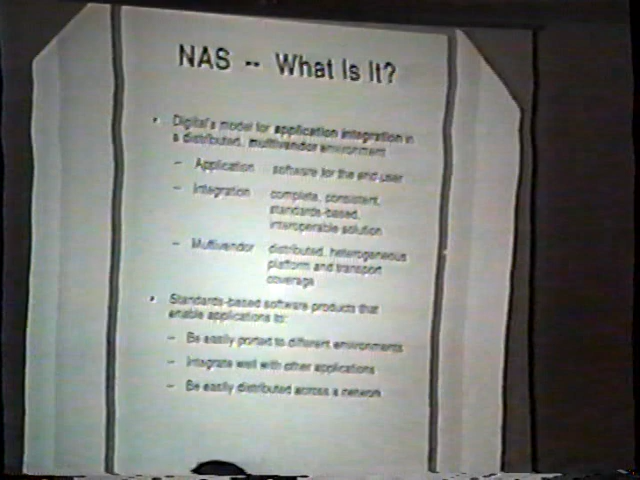 NAS -- What Is It?
• Digital's model for application integration in
a distributed, multivendor environment
– Application software for the end user
– Integration complete, consistent,
standards-based,
interoperable solution
– Multivendor distributed, heterogeneous
platform and transport
coverage
• Standards-based software products that
enable applications to:
– Be easily ported to different environments
– Integrate well with other applications
– Be easily distributed across a network